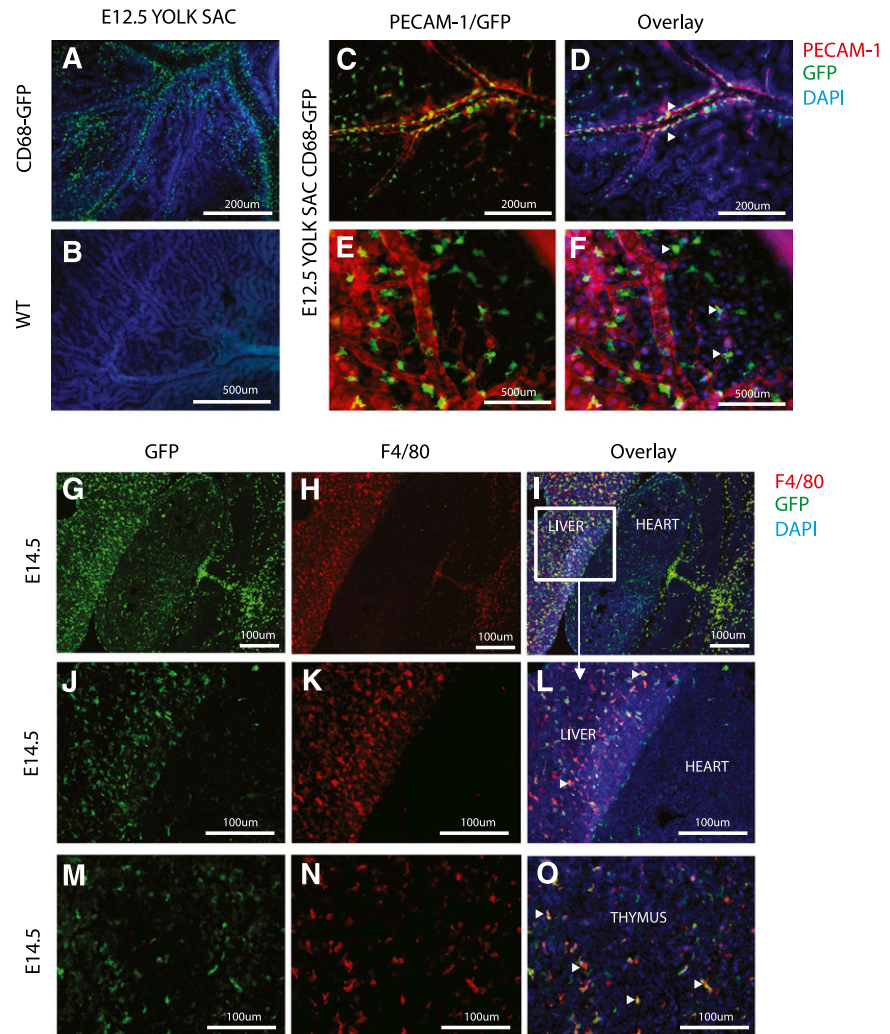 E12.5 YOLK SAC
PECAM-1/GFP
Overlay
CD68-GFP
A
200um
E12.5 YOLK SAC CD68-GFP
C
200um
D
200um
PECAM-1
GFP
DAPI
WT
B
500um
E
500um
F
500um
GFP
F4/80
Overlay
E14.5
G
100um
H
100um
I
LIVER
HEART
100um
F4/80
GFP
DAPI
E14.5
J
100um
K
100um
L
LIVER
HEART
100um
E14.5
M
100um
N
100um
O
THYMUS
100um